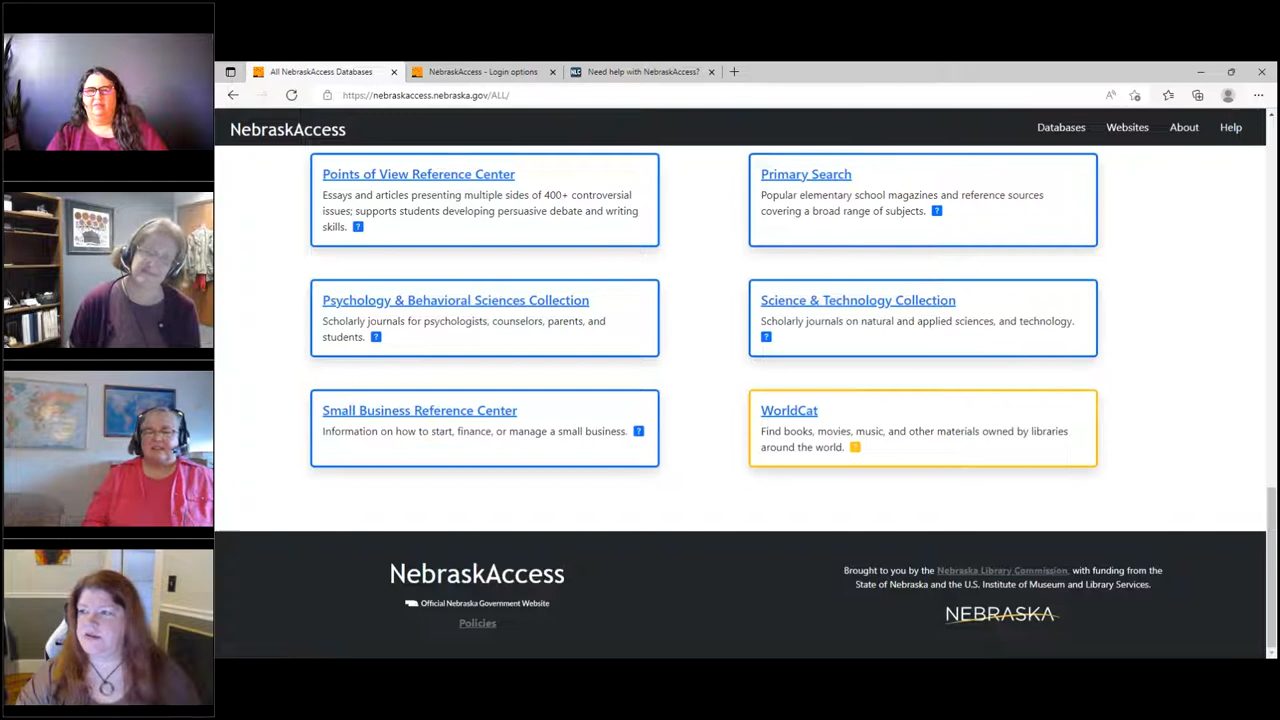 All NebraskAccess Databases
NebraskAccess - Login options
Need help with NebraskAccess?
https://nebraskaccess.nebraska.gov/ALL/
NebraskAccess
Databases
Websites
About
Help
Points of View Reference Center
Essays and articles presenting multiple sides of 400+ controversial
issues; supports students developing persuasive debate and writing
skills. ?
Primary Search
Popular elementary school magazines and reference sources
covering a broad range of subjects. ?
Psychology & Behavioral Sciences Collection
Scholarly journals for psychologists, counselors, parents, and
students. ?
Science & Technology Collection
Scholarly journals on natural and applied sciences, and technology.
?
Small Business Reference Center
Information on how to start, finance, or manage a small business. ?
WorldCat
Find books, movies, music, and other materials owned by libraries
around the world. ?
NebraskAccess
Official Nebraska Government Website
Policies
Brought to you by the Nebraska Library Commission, with funding from the
State of Nebraska and the U.S. Institute of Museum and Library Services.
NEBRASKA